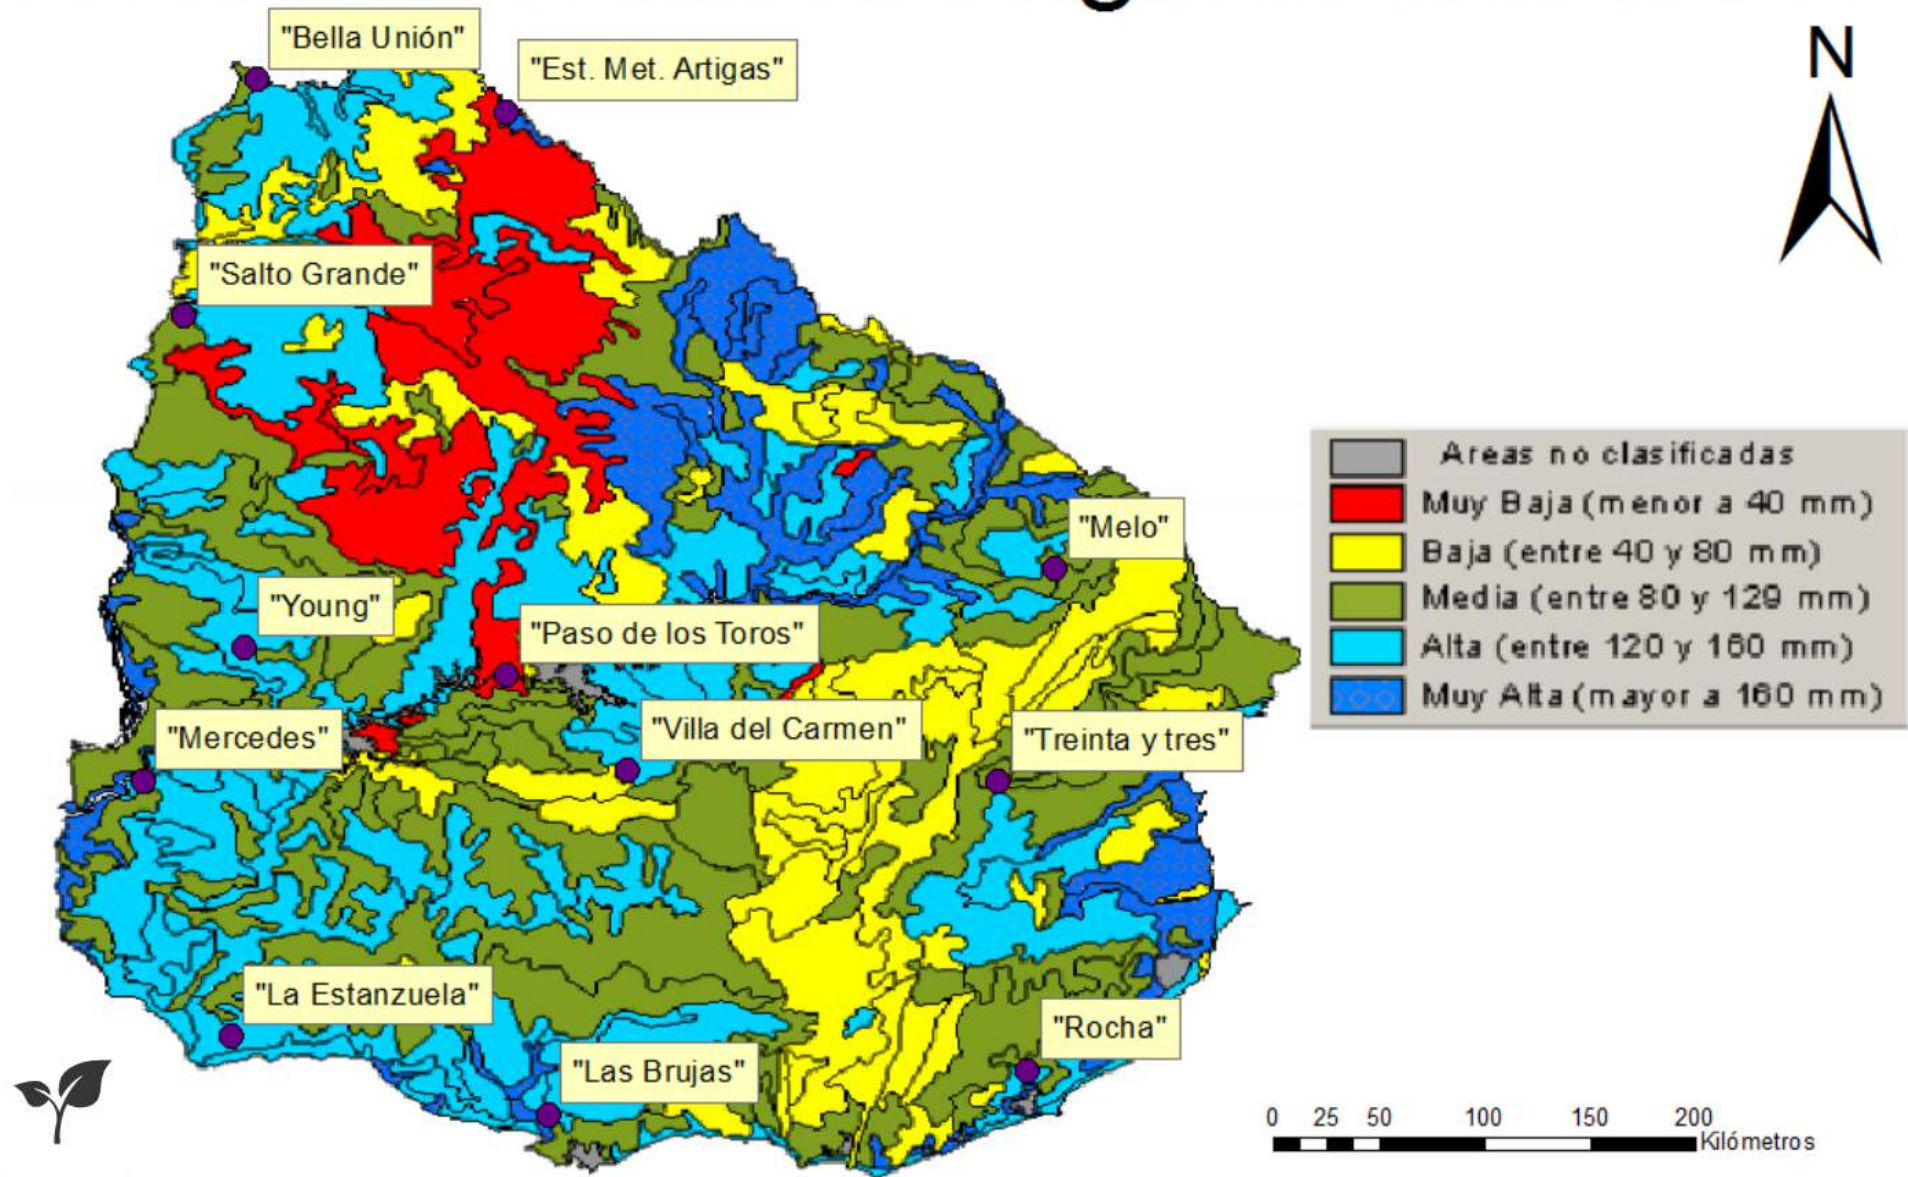 "Bella Unión"
"Est. Met. Artigas"
N
"Salto Grande"
"Melo"
"Young"
"Paso de los Toros"
"Mercedes"
"Villa del Carmen"
"Treinta y tres"
"La Estanzuela"
"Las Brujas"
"Rocha"
Areas no clasificadas
Muy Baja (menor a 40 mm)
Baja (entre 40 y 80 mm)
Media (entre 80 y 129 mm)
Alta (entre 120 y 160 mm)
Muy Alta (mayor a 160 mm)
0 25 50 100 150 200
Kilómetros